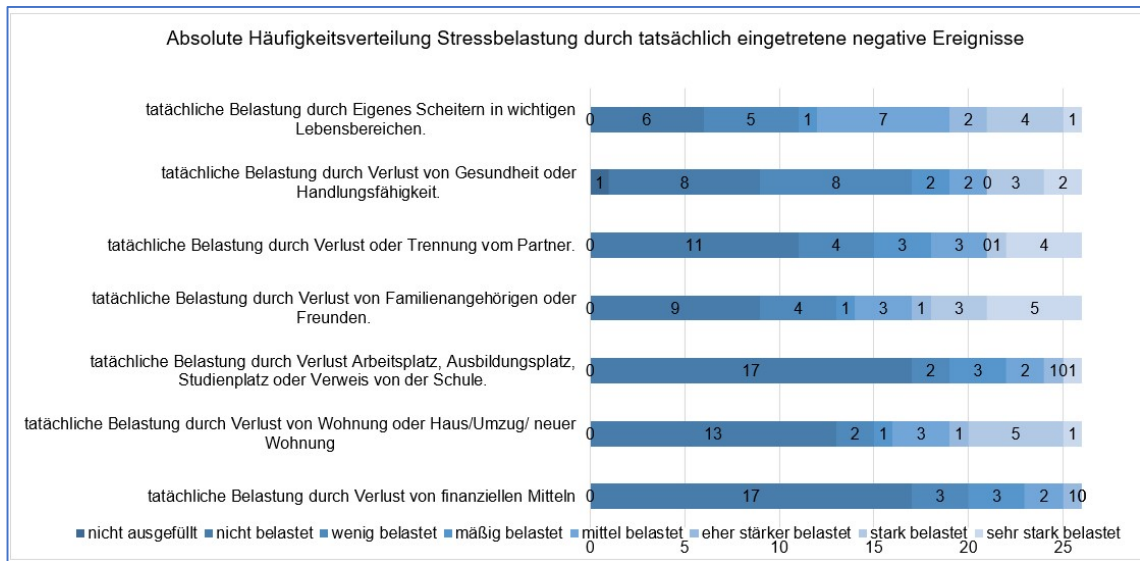 Absolute Häufigkeitsverteilung Stressbelastung durch tatsächlich eingetretene negative Ereignisse
tatächliche Belastung durch Eigenes Scheitern in wichtigen
Lebensbereichen.
0 6 5 1 7 2 4 1
tatächliche Belastung durch Verlust von Gesundheit oder
Handlungsfähigkeit.
1 8 8 2 2 0 3 2
tatächliche Belastung durch Verlust oder Trennung vom Partner.
0 11 4 3 3 0 1 4
tatächliche Belastung durch Verlust von Familienangehörigen oder
Freunden.
0 9 4 1 3 1 3 5
tatächliche Belastung durch Verlust Arbeitsplatz, Ausbildungsplatz,
Studienplatz oder Verweis von der Schule.
0 17 2 3 2 1 0 1
tatächliche Belastung durch Verlust von Wohnung oder Haus/Umzug/ neuer
Wohnung
0 13 2 1 3 1 5 1
tatächliche Belastung durch Verlust von finanziellen Mitteln
0 17 3 3 2 1 0
nicht ausgefüllt nicht belastet wenig belastet mäßig belastet mittel belastet eher stärker belastet stark belastet sehr stark belastet
0 5 10 15 20 25